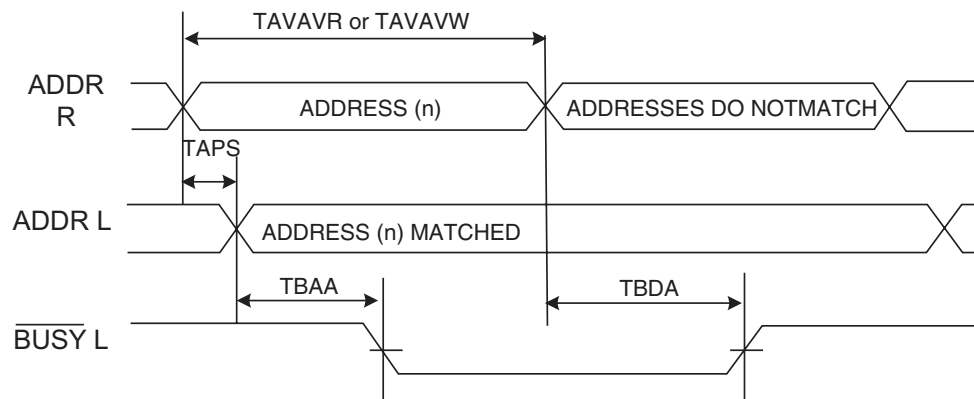 TAVAVR or TAVAVW
ADDR
R
ADDRESS (n)
ADDRESSES DO NOTMATCH
TAPS
ADDR L
ADDRESS (n) MATCHED
TBAA
TBDA
BUSY L